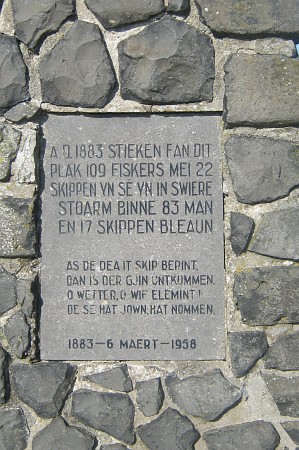 A.D. 1883 STIEKEN FAN DIT
PLAK 109 FISKERS MEI 22
SKIPPEN YN SE YN IN SWIERE
STOARM BINNE 83 MAN
EN 17 SKIPPEN BLEAUN
AS DE DEA IT SKIP BEPINT,
DAN IS DER GJIN UNTKOMMEN,
O WETTER, O WIF ELEMINT!
DE SE HAT JOWN, HAT NOMMEN.
1883-6 MAERT-1958